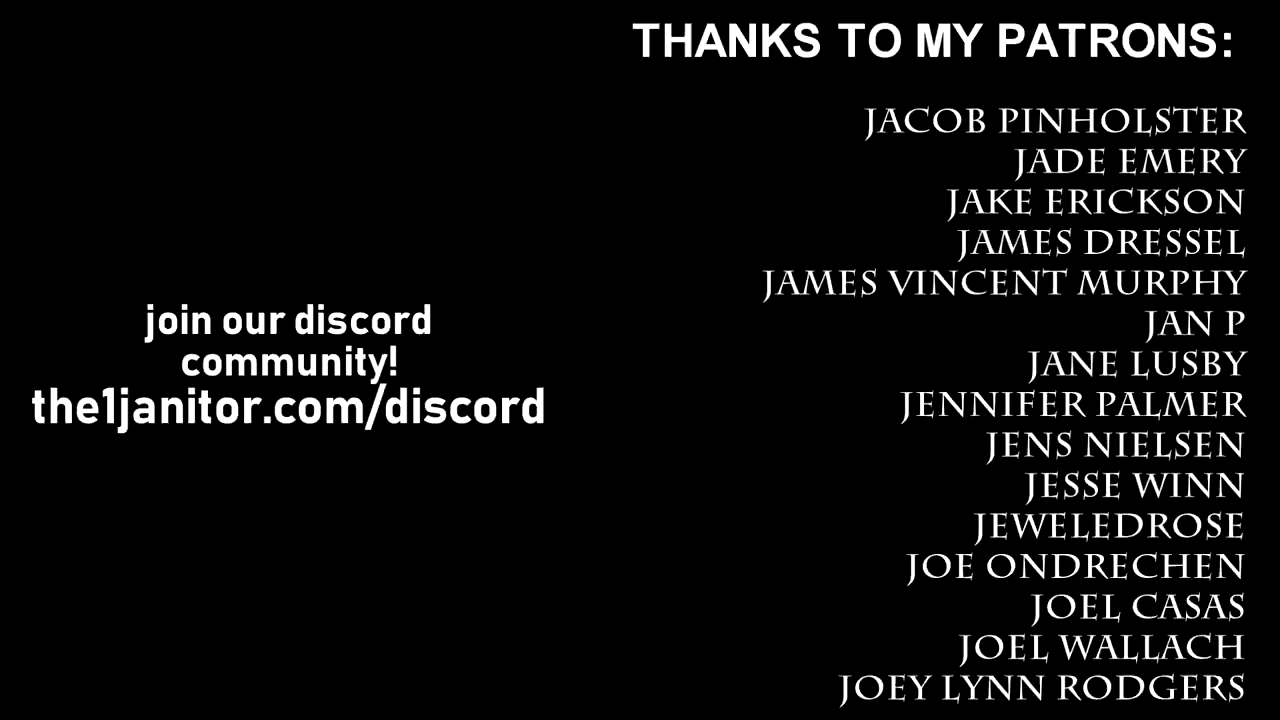 THANKS TO MY PATRONS:
JACOB PINHOLSTER
JADE EMERY
JAKE ERICKSON
JAMES DRESSEL
JAMES VINCENT MURPHY
JAN P
JANE LUSBY
JENNIFER PALMER
JENS NIELSEN
JESSE WINN
JEWELEDROSE
JOE ONDRECHEN
JOEL CASAS
JOEL WALLACH
JOEY LYNN RODGERS
join our discord
community!
the1janitor.com/discord